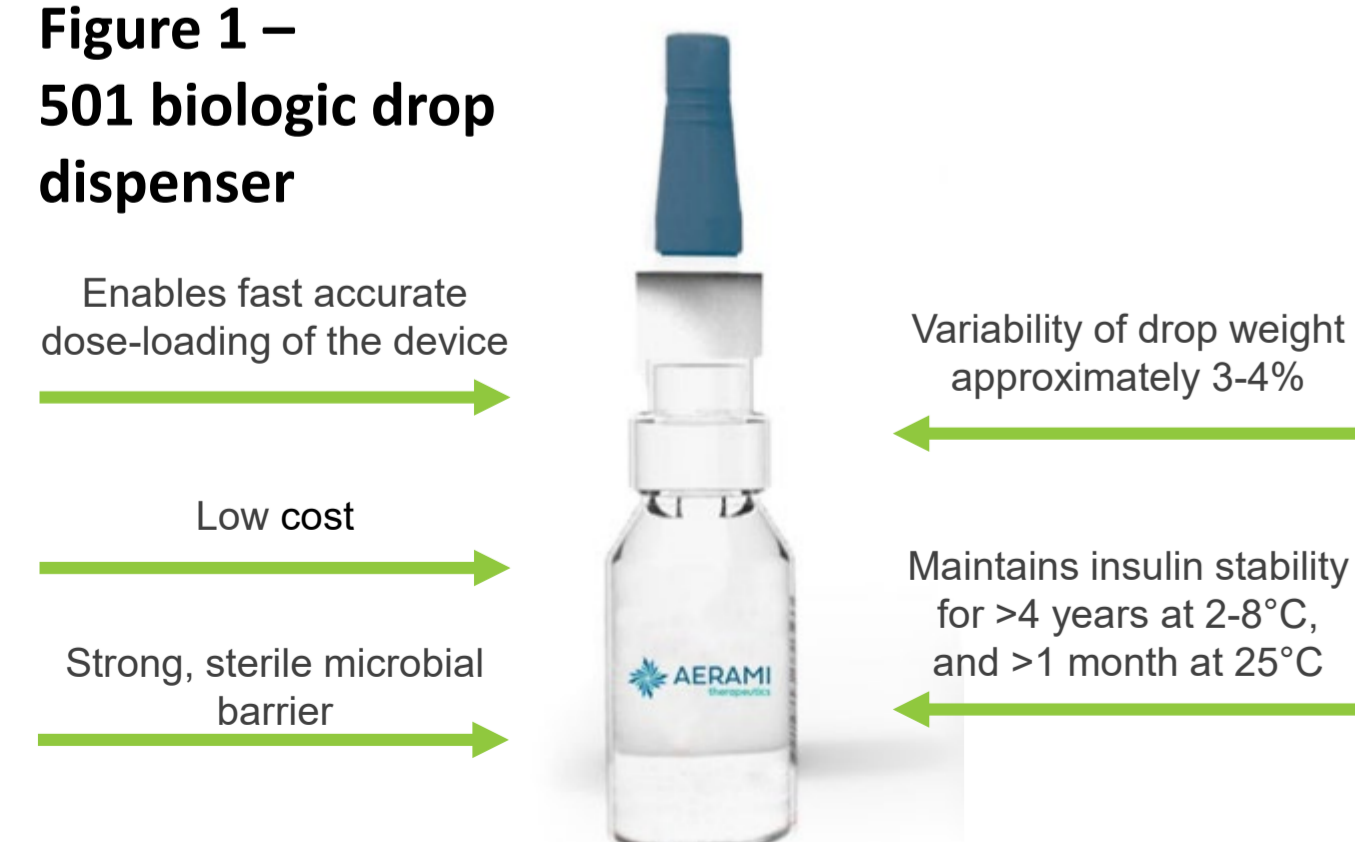 Figure 1 –
501 biologic drop
dispenser
Enables fast accurate
dose-loading of the device
Low cost
Strong, sterile microbial
barrier
Variability of drop weight
approximately 3-4%
Maintains insulin stability
for >4 years at 2-8°C,
and >1 month at 25°C
AERAMI
therapeutics